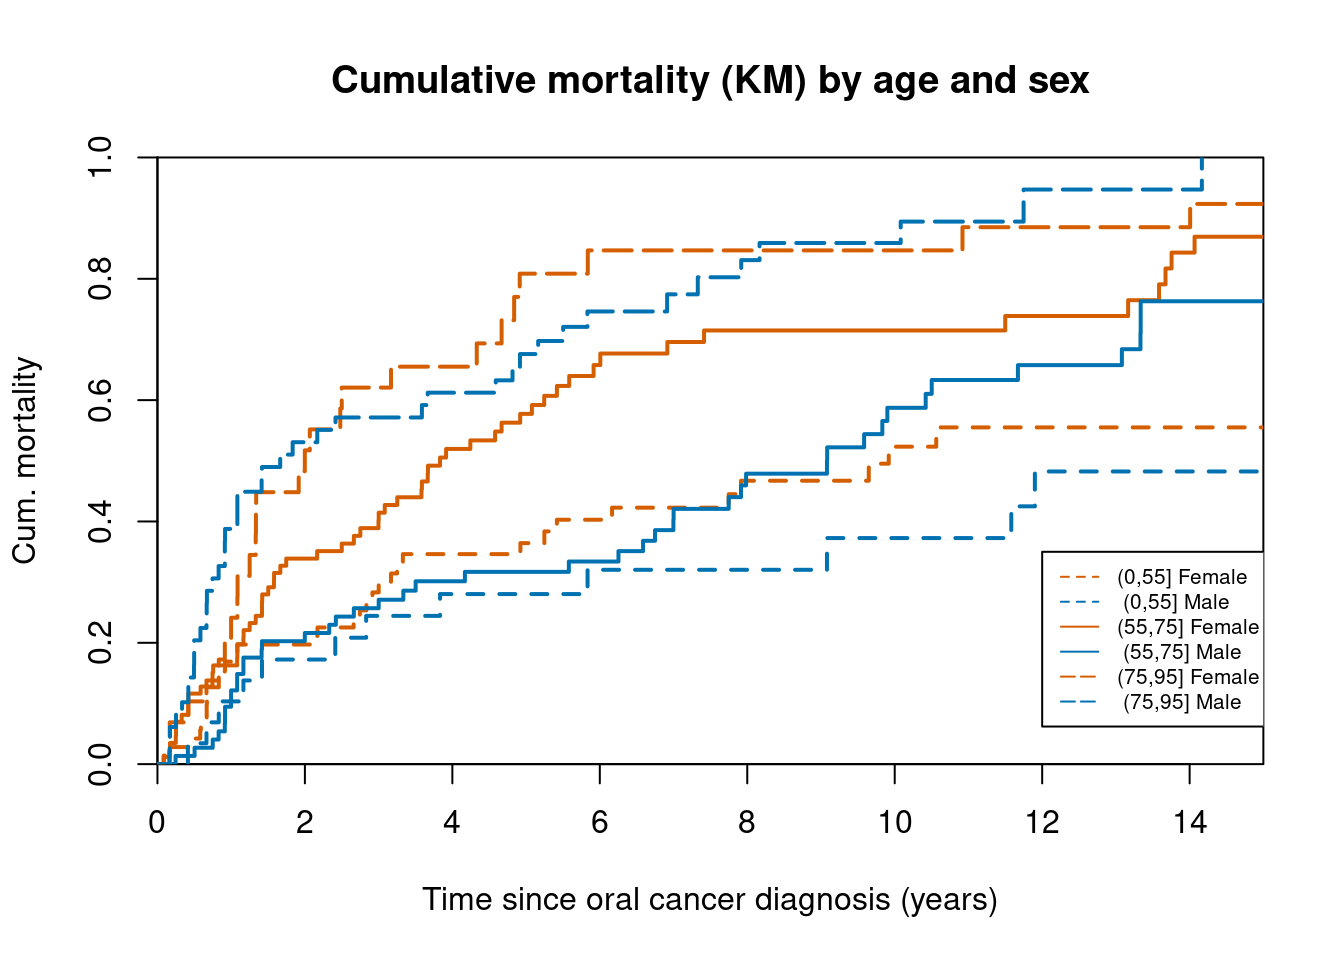 Cumulative mortality (KM) by age and sex
1.0
0.8
0.6
0.4
0.2
0.0
Cum. mortality
(0,55] Female
(0,55] Male
(55,75] Female
(55,75] Male
(75,95] Female
(75,95] Male
0 2 4 6 8 10 12 14
Time since oral cancer diagnosis (years)